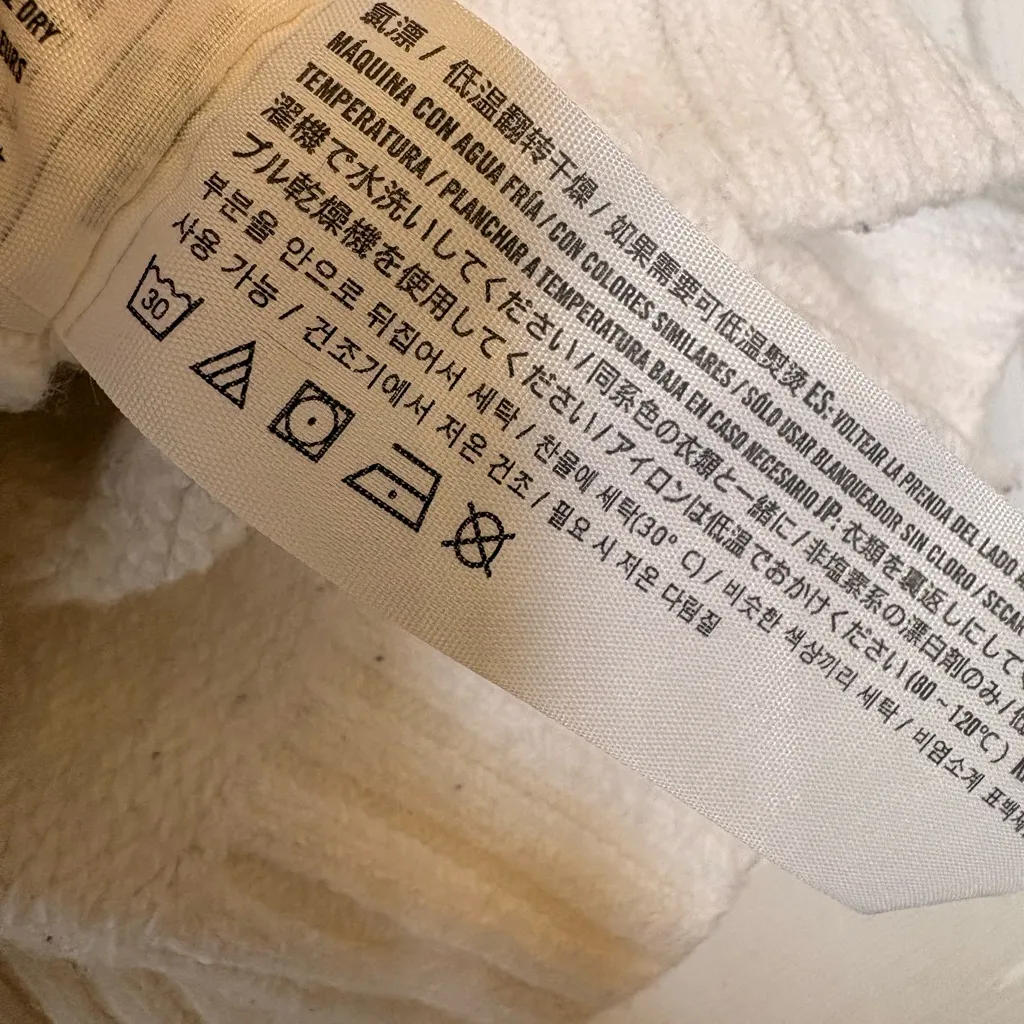 E DRY
EURS
氯漂 / 低温翻转干燥 / 如果需要可低温熨烫 ES: VOLTEAR LA PRENDA DEL LADO
MÁQUINA CON AGUA FRÍA / CON COLORES SIMILARES / SÓLO USAR BLANQUEADOR SIN CLORO / SECAR
TEMPERATURA / PLANCHAR A TEMPERATURA BAJA EN CASO NECESARIO JP: 衣類を裏返しにして
濯機で水洗いしてください / 同系色の衣類と一緒に / 非塩素系の漂白剤のみ / 低
ブル乾燥機を使用してください / アイロンは低温でおかけください (80 ~ 120°C)
부분을 안으로 뒤집어서 세탁 / 찬물에 세탁(30° C) / 비슷한 색상끼리 세탁 / 비염소계 표백제
사용 가능 / 건조기에서 저온 건조 / 필요 시 저온 다림질
30